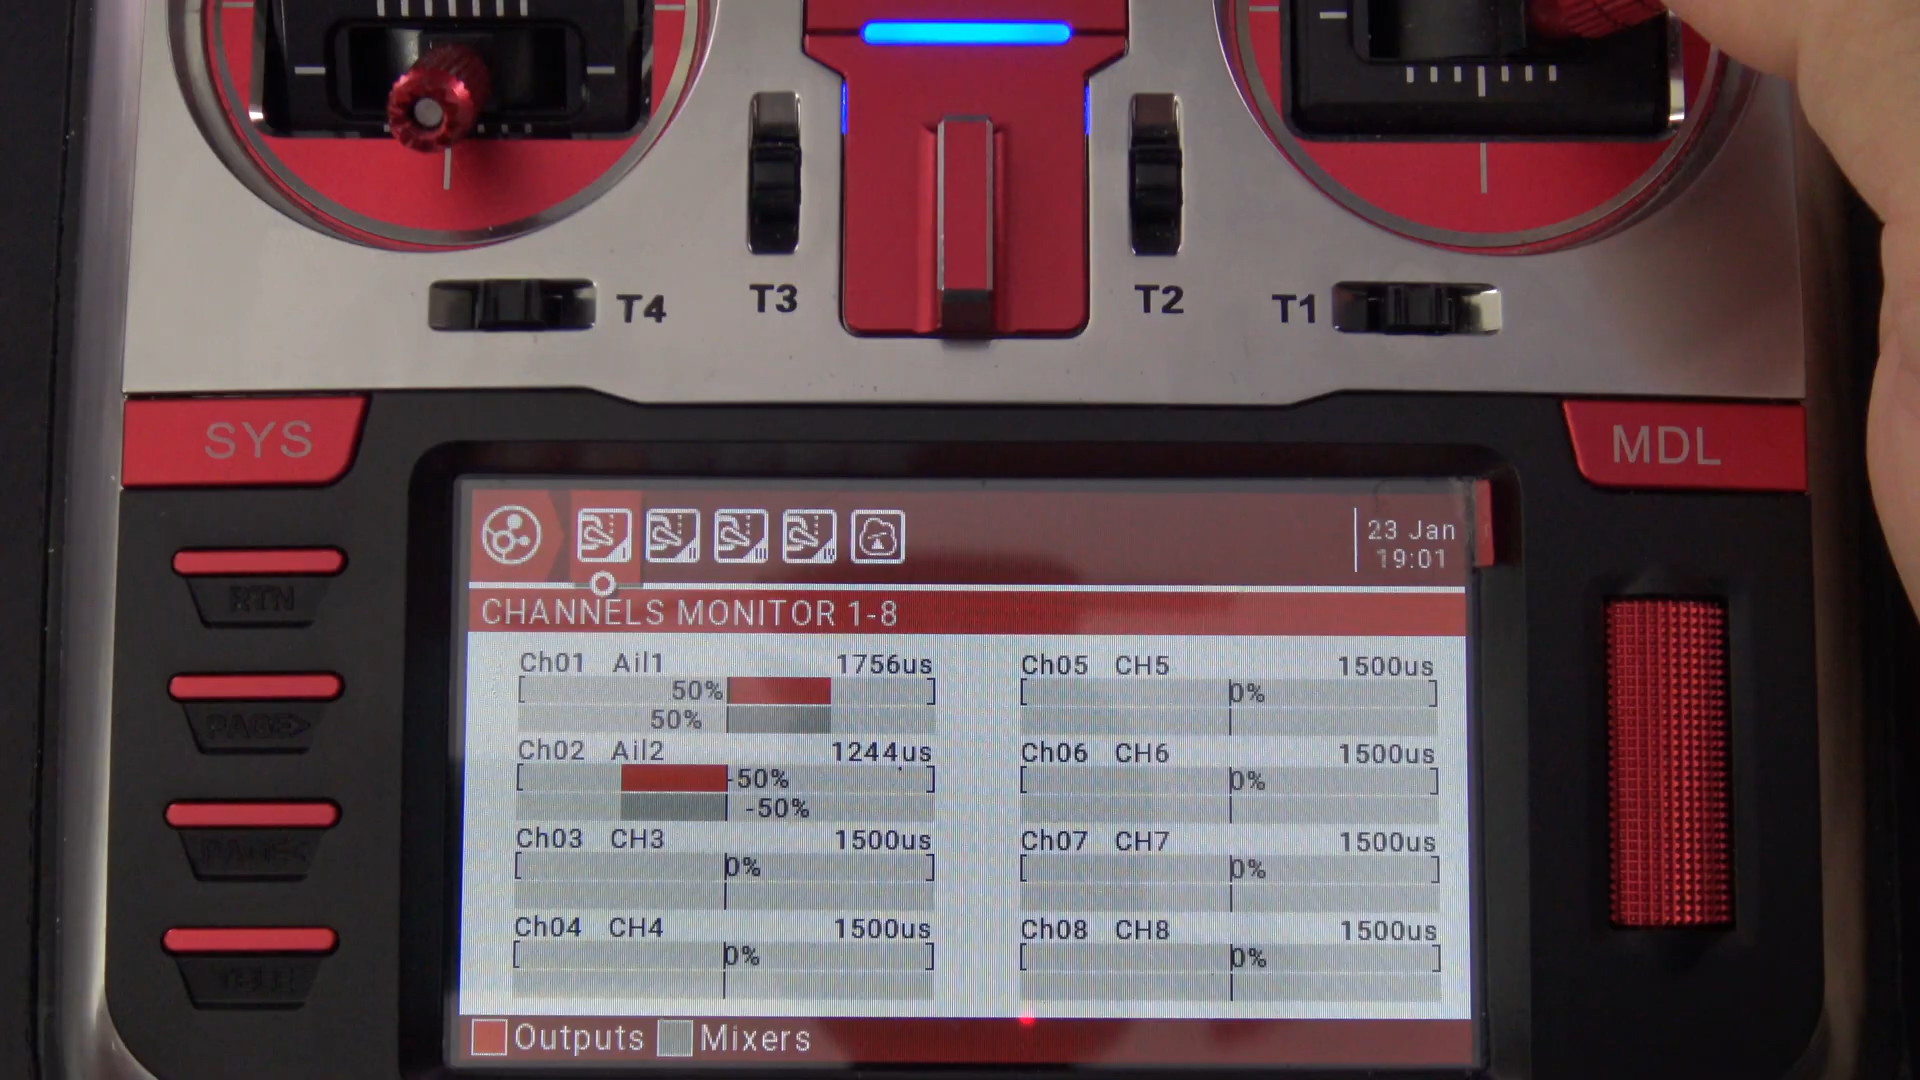 T4
T3
T2
T1
SYS
MDL
RTN
PAGE>
PAGE<
TELE
23 Jan
19:01
CHANNELS MONITOR 1-8
Ch01 Ail1 1756us
50%
50%
Ch02 Ail2 1244us
-50%
-50%
Ch03 CH3 1500us
0%
Ch04 CH4 1500us
0%
Ch05 CH5 1500us
0%
Ch06 CH6 1500us
0%
Ch07 CH7 1500us
0%
Ch08 CH8 1500us
0%
Outputs Mixers